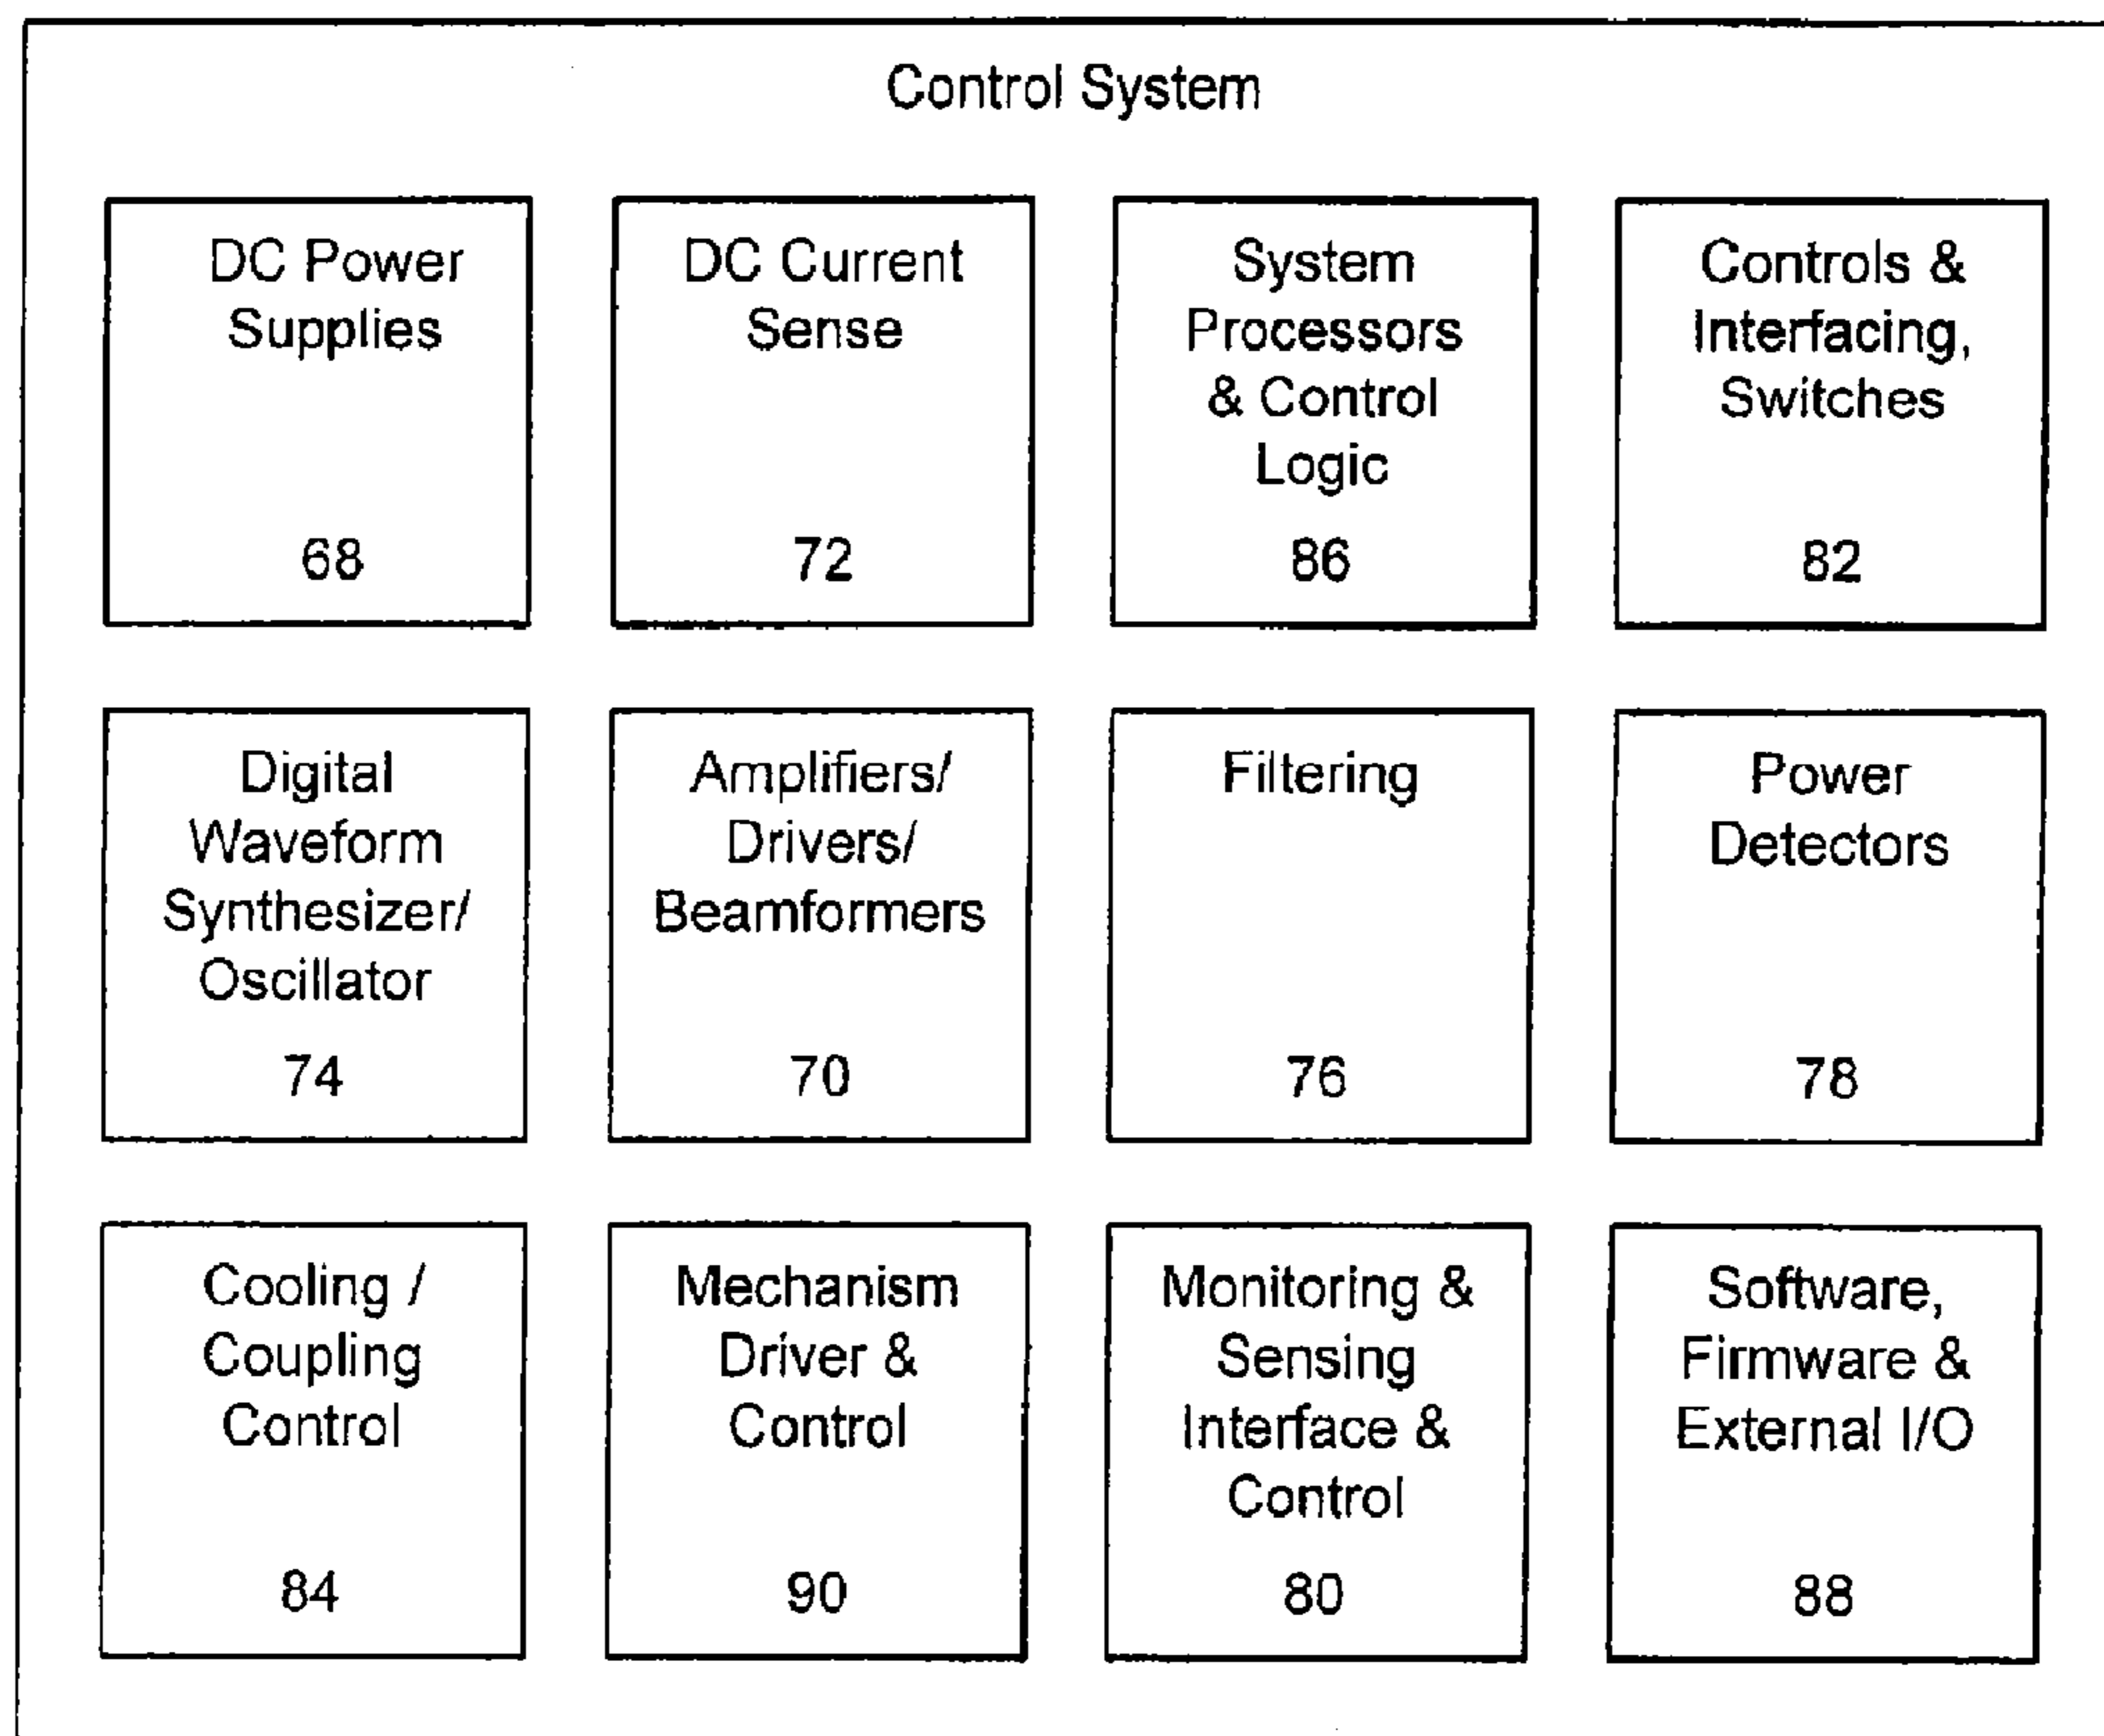 Control System
DC Power
Supplies
68
DC Current
Sense
72
System
Processors
& Control
Logic
86
Controls &
Interfacing,
Switches
82
Digital
Waveform
Synthesizer/
Oscillator
74
Amplifiers/
Drivers/
Beamformers
70
Filtering
76
Power
Detectors
78
Cooling /
Coupling
Control
84
Mechanism
Driver &
Control
90
Monitoring &
Sensing
Interface &
Control
80
Software,
Firmware &
External I/O
88